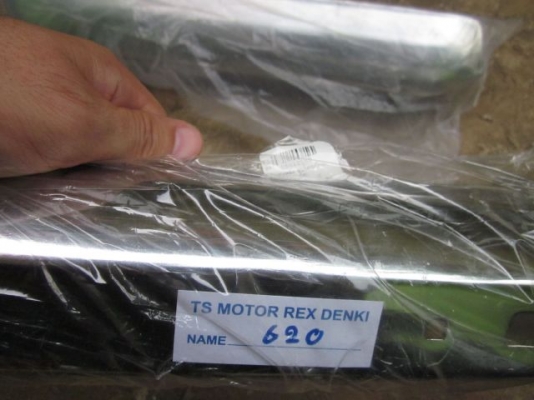 TS MOTOR REX DENKI
NAME 620